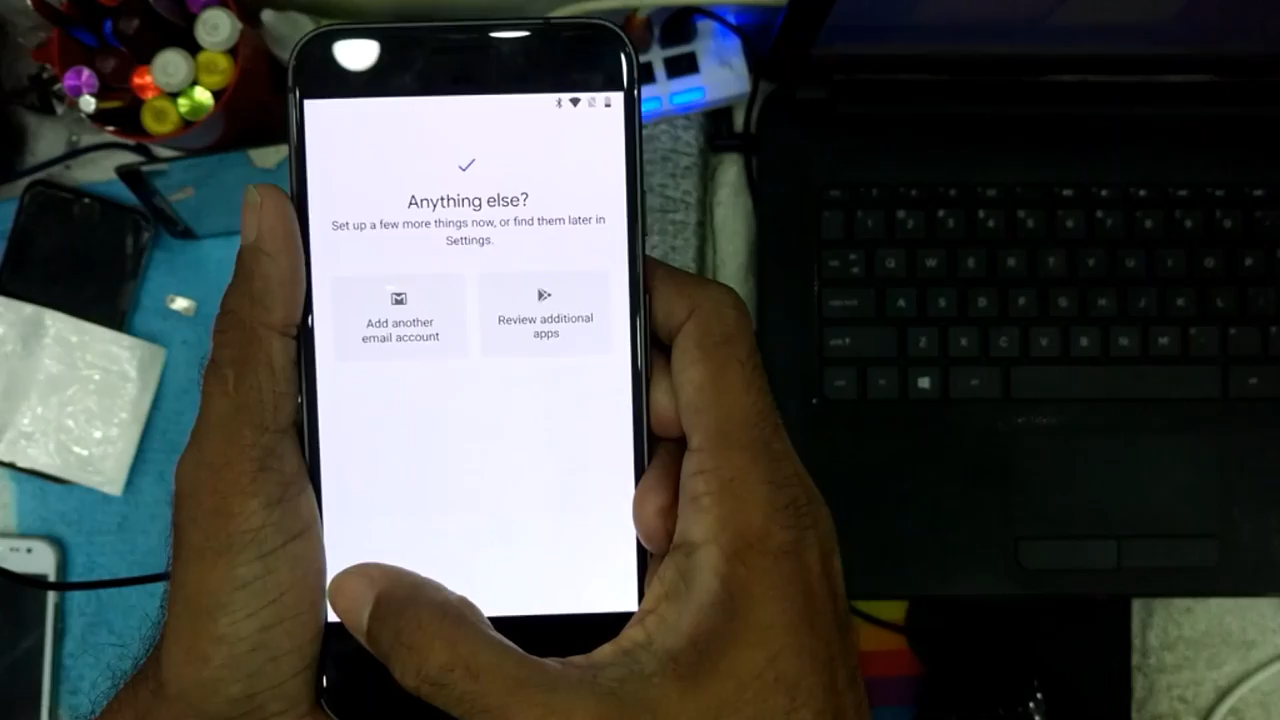 Anything else?
Set up a few more things now, or find them later in
Settings.
Add another
email account
Review additional
apps
Q W E R T Y U I O P
A S D F G H J K L
Z X C V B N M